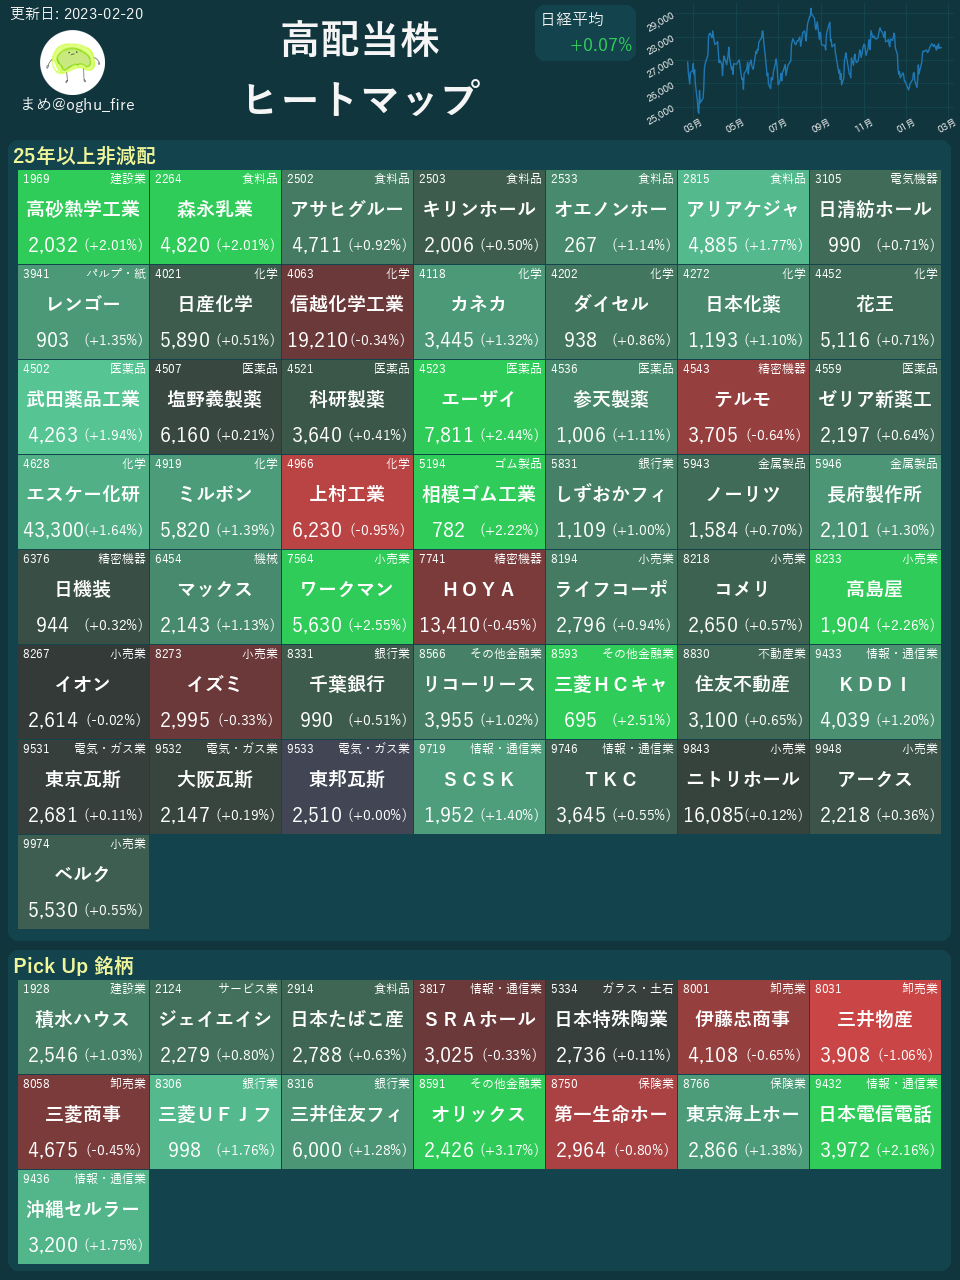 更新日: 2023-02-20
まめ@oghu_fire
高配当株
ヒートマップ
日経平均
+0.07%
29,000
28,000
27,000
26,000
25,000
03月 05月 07月 09月 11月 01月 03月
25年以上非減配
1969 建設業 2264 食料品 2502 食料品 2503 食料品 2533 食料品 2815 食料品 3105 電気機器
高砂熱学工業 森永乳業 アサヒグルー キリンホール オエノンホー アリアケジャ 日清紡ホール
2,032 (+2.01%) 4,820 (+2.01%) 4,711 (+0.92%) 2,006 (+0.50%) 267 (+1.14%) 4,885 (+1.77%) 990 (+0.71%)
3941 パルプ・紙 4021 化学 4063 化学 4118 化学 4202 化学 4272 化学 4452 化学
レンゴー 日産化学 信越化学工業 カネカ ダイセル 日本化薬 花王
903 (+1.35%) 5,890 (+0.51%) 19,210 (-0.34%) 3,445 (+1.32%) 938 (+0.86%) 1,193 (+1.10%) 5,116 (+0.71%)
4502 医薬品 4507 医薬品 4521 医薬品 4523 医薬品 4536 医薬品 4543 精密機器 4559 医薬品
武田薬品工業 塩野義製薬 科研製薬 エーザイ 参天製薬 テルモ ゼリア新薬工
4,263 (+1.94%) 6,160 (+0.21%) 3,640 (+0.41%) 7,811 (+2.44%) 1,006 (+1.11%) 3,705 (-0.64%) 2,197 (+0.64%)
4628 化学 4919 化学 4966 化学 5194 ゴム製品 5831 銀行業 5943 金属製品 5946 金属製品
エスケー化研 ミルボン 上村工業 相模ゴム工業 しずおかフィ ノーリツ 長府製作所
43,300 (+1.64%) 5,820 (+1.39%) 6,230 (-0.95%) 782 (+2.22%) 1,109 (+1.00%) 1,584 (+0.70%) 2,101 (+1.30%)
6376 精密機器 6454 機械 7564 小売業 7741 精密機器 8194 小売業 8218 小売業 8233 小売業
日機装 マックス ワークマン ＨＯＹＡ ライフコーポ コメリ 高島屋
944 (+0.32%) 2,143 (+1.13%) 5,630 (+2.55%) 13,410 (-0.45%) 2,796 (+0.94%) 2,650 (+0.57%) 1,904 (+2.26%)
8267 小売業 8273 小売業 8331 銀行業 8566 その他金融業 8593 その他金融業 8830 不動産業 9433 情報・通信業
イオン イズミ 千葉銀行 リコーリース 三菱ＨＣキャ 住友不動産 ＫＤＤＩ
2,614 (-0.02%) 2,995 (-0.33%) 990 (+0.51%) 3,955 (+1.02%) 695 (+2.51%) 3,100 (+0.65%) 4,039 (+1.20%)
9531 電気・ガス業 9532 電気・ガス業 9533 電気・ガス業 9719 情報・通信業 9746 情報・通信業 9843 小売業 9948 小売業
東京瓦斯 大阪瓦斯 東邦瓦斯 ＳＣＳＫ ＴＫＣ ニトリホール アークス
2,681 (+0.11%) 2,147 (+0.19%) 2,510 (+0.00%) 1,952 (+1.40%) 3,645 (+0.55%) 16,085 (+0.12%) 2,218 (+0.36%)
9974 小売業
ベルク
5,530 (+0.55%)
Pick Up 銘柄
1928 建設業 2124 サービス業 2914 食料品 3817 情報・通信業 5334 ガラス・土石 8001 卸売業 8031 卸売業
積水ハウス ジェイエイシ 日本たばこ産 ＳＲＡホール 日本特殊陶業 伊藤忠商事 三井物産
2,546 (+1.03%) 2,279 (+0.80%) 2,788 (+0.63%) 3,025 (-0.33%) 2,736 (+0.11%) 4,108 (-0.65%) 3,908 (-1.06%)
8058 卸売業 8306 銀行業 8316 銀行業 8591 その他金融業 8750 保険業 8766 保険業 9432 情報・通信業
三菱商事 三菱ＵＦＪフ 三井住友フィ オリックス 第一生命ホー 東京海上ホー 日本電信電話
4,675 (-0.45%) 998 (+1.76%) 6,000 (+1.28%) 2,426 (+3.17%) 2,964 (-0.80%) 2,866 (+1.38%) 3,972 (+2.16%)
9436 情報・通信業
沖縄セルラー
3,200 (+1.75%)